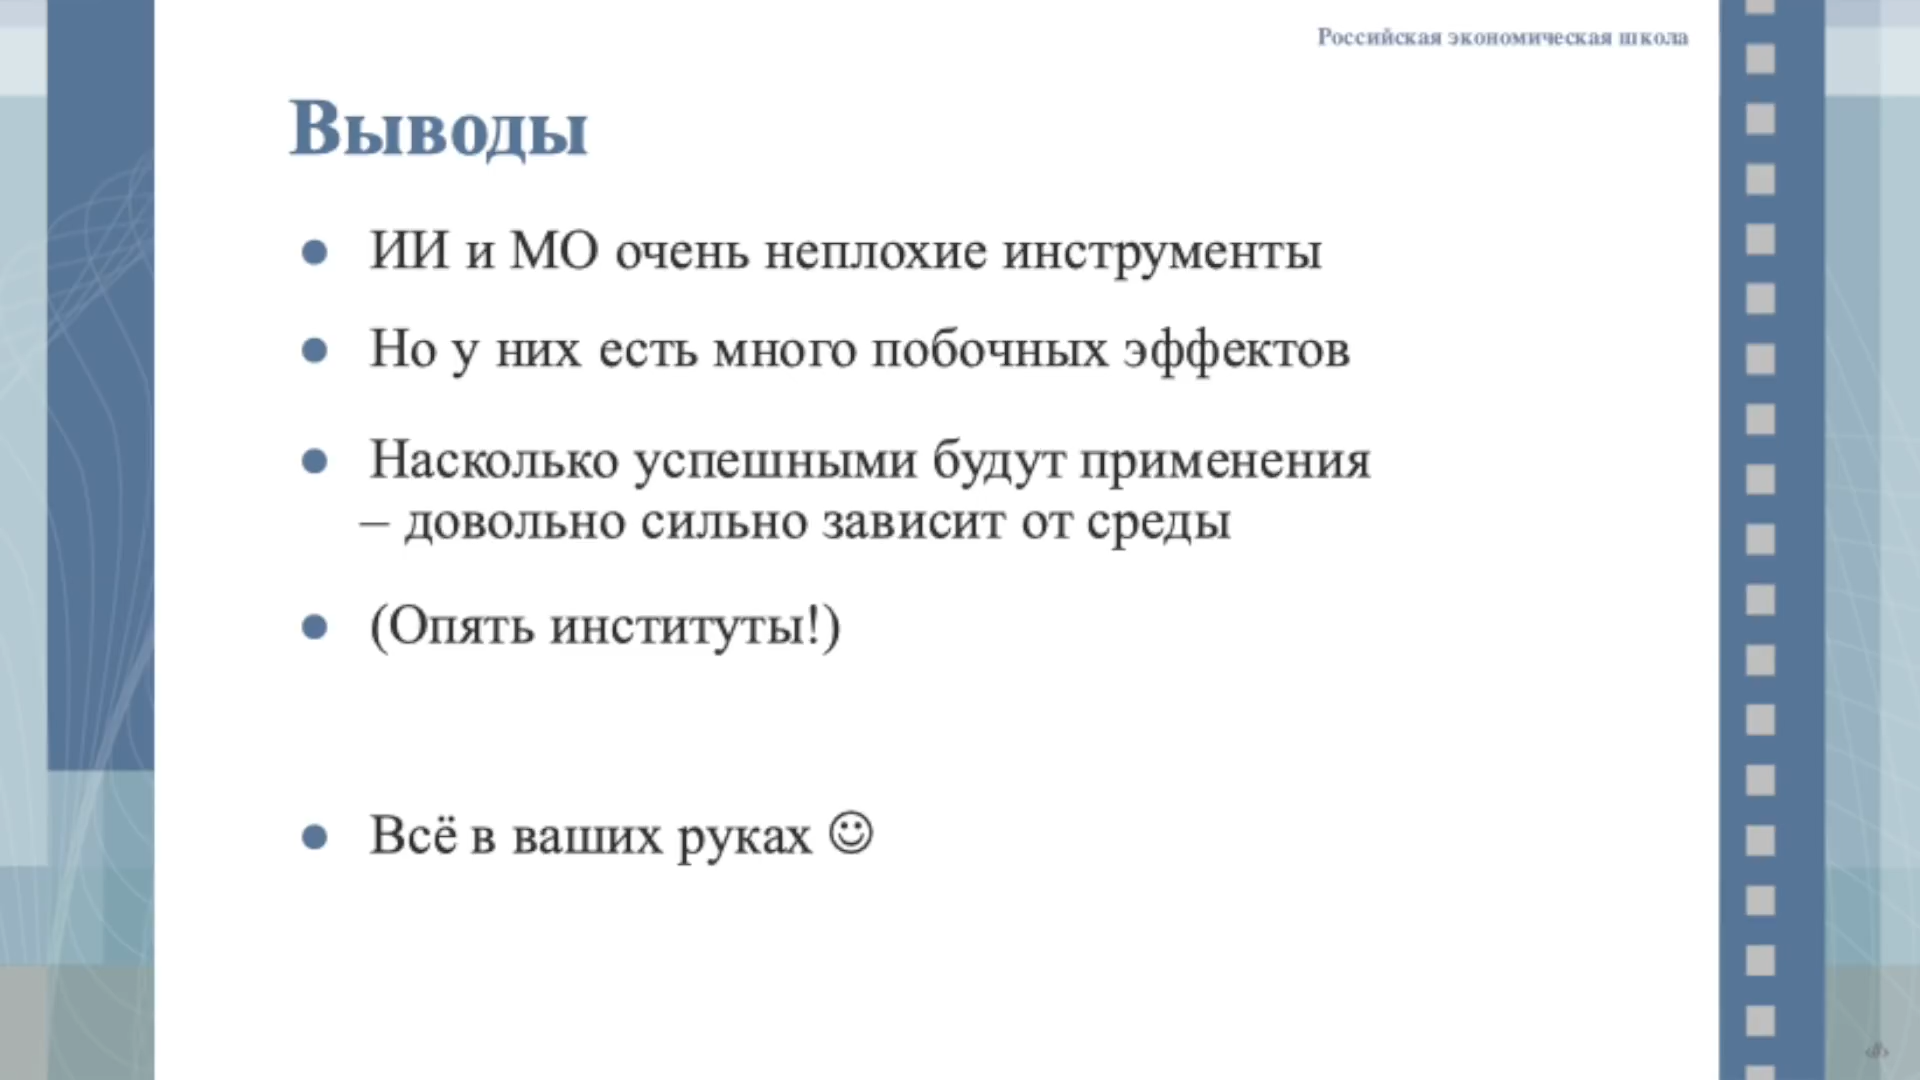 Российская экономическая школа
Выводы
● ИИ и МО очень неплохие инструменты
● Но у них есть много побочных эффектов
● Насколько успешными будут применения
– довольно сильно зависит от среды
● (Опять институты!)
● Всё в ваших руках ☺
‹#›